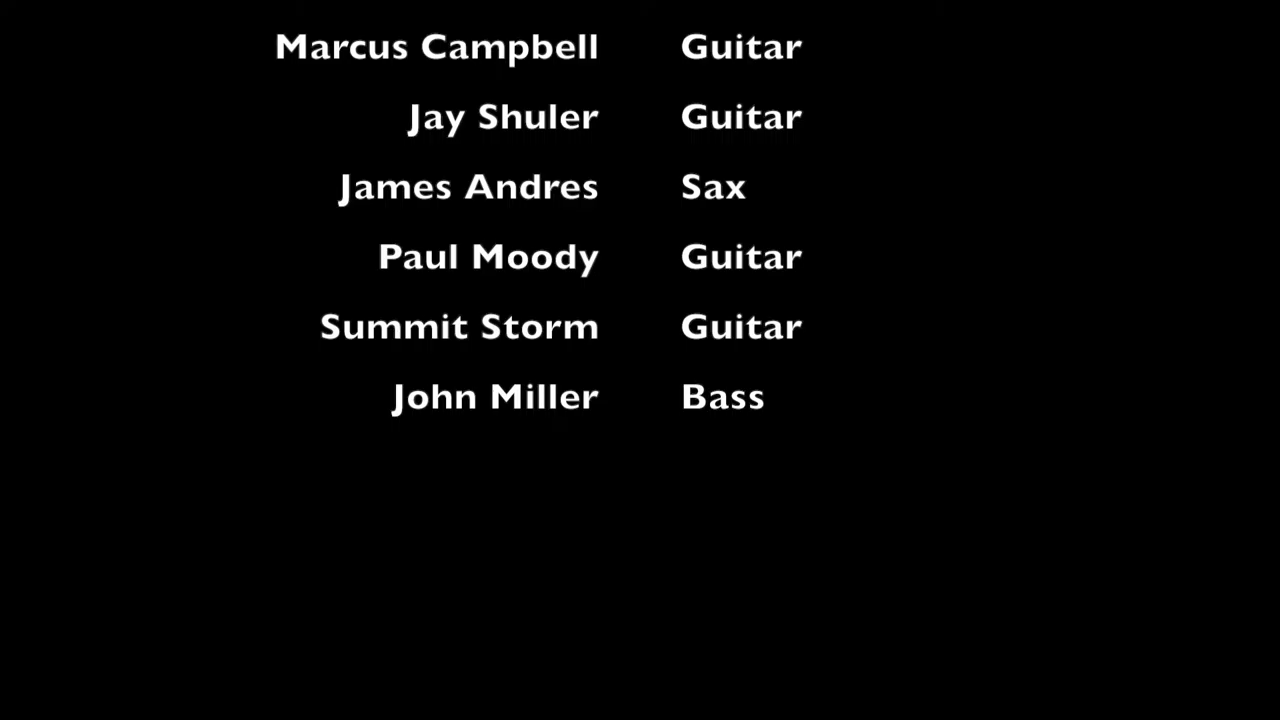 Marcus Campbell Guitar
Jay Shuler Guitar
James Andres Sax
Paul Moody Guitar
Summit Storm Guitar
John Miller Bass